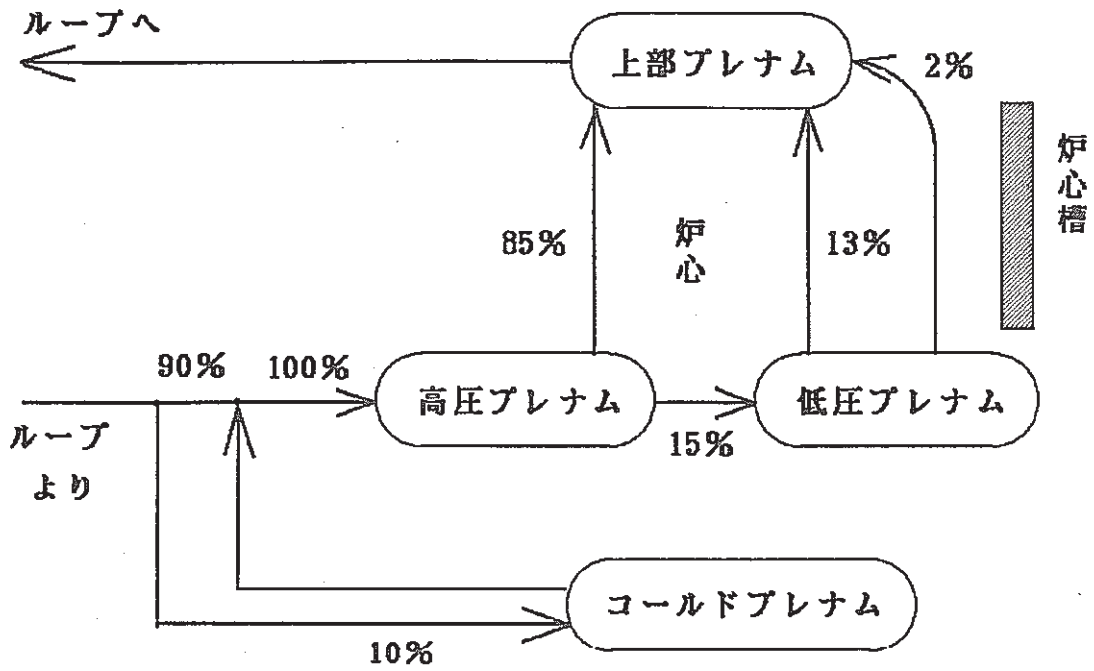 ループへ
上部プレナム
2%
炉心槽
85%
炉心
13%
90%
100%
高圧プレナム
低圧プレナム
ループ
より
15%
コールドプレナム
10%